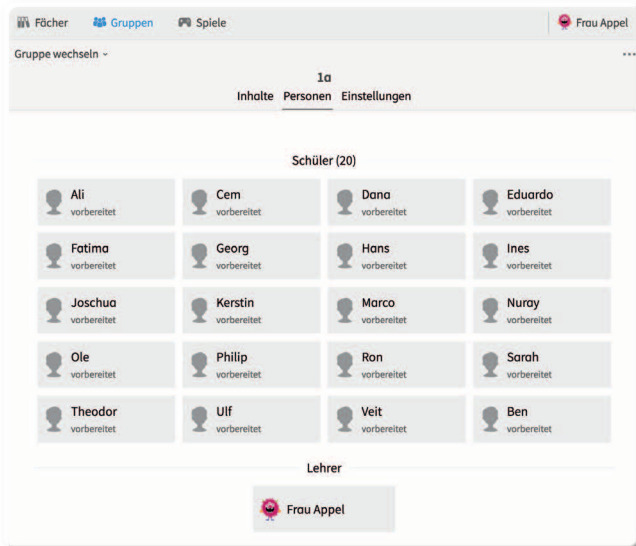 Fächer Gruppen Spiele Frau Appel
Gruppe wechseln
1a
Inhalte Personen Einstellungen
Schüler (20)
Ali Cem Dana Eduardo
vorbereitet vorbereitet vorbereitet vorbereitet
Fatima Georg Hans Ines
vorbereitet vorbereitet vorbereitet vorbereitet
Joschua Kerstin Marco Nuray
vorbereitet vorbereitet vorbereitet vorbereitet
Ole Philip Ron Sarah
vorbereitet vorbereitet vorbereitet vorbereitet
Theodor Ulf Veit Ben
vorbereitet vorbereitet vorbereitet vorbereitet
Lehrer
Frau Appel